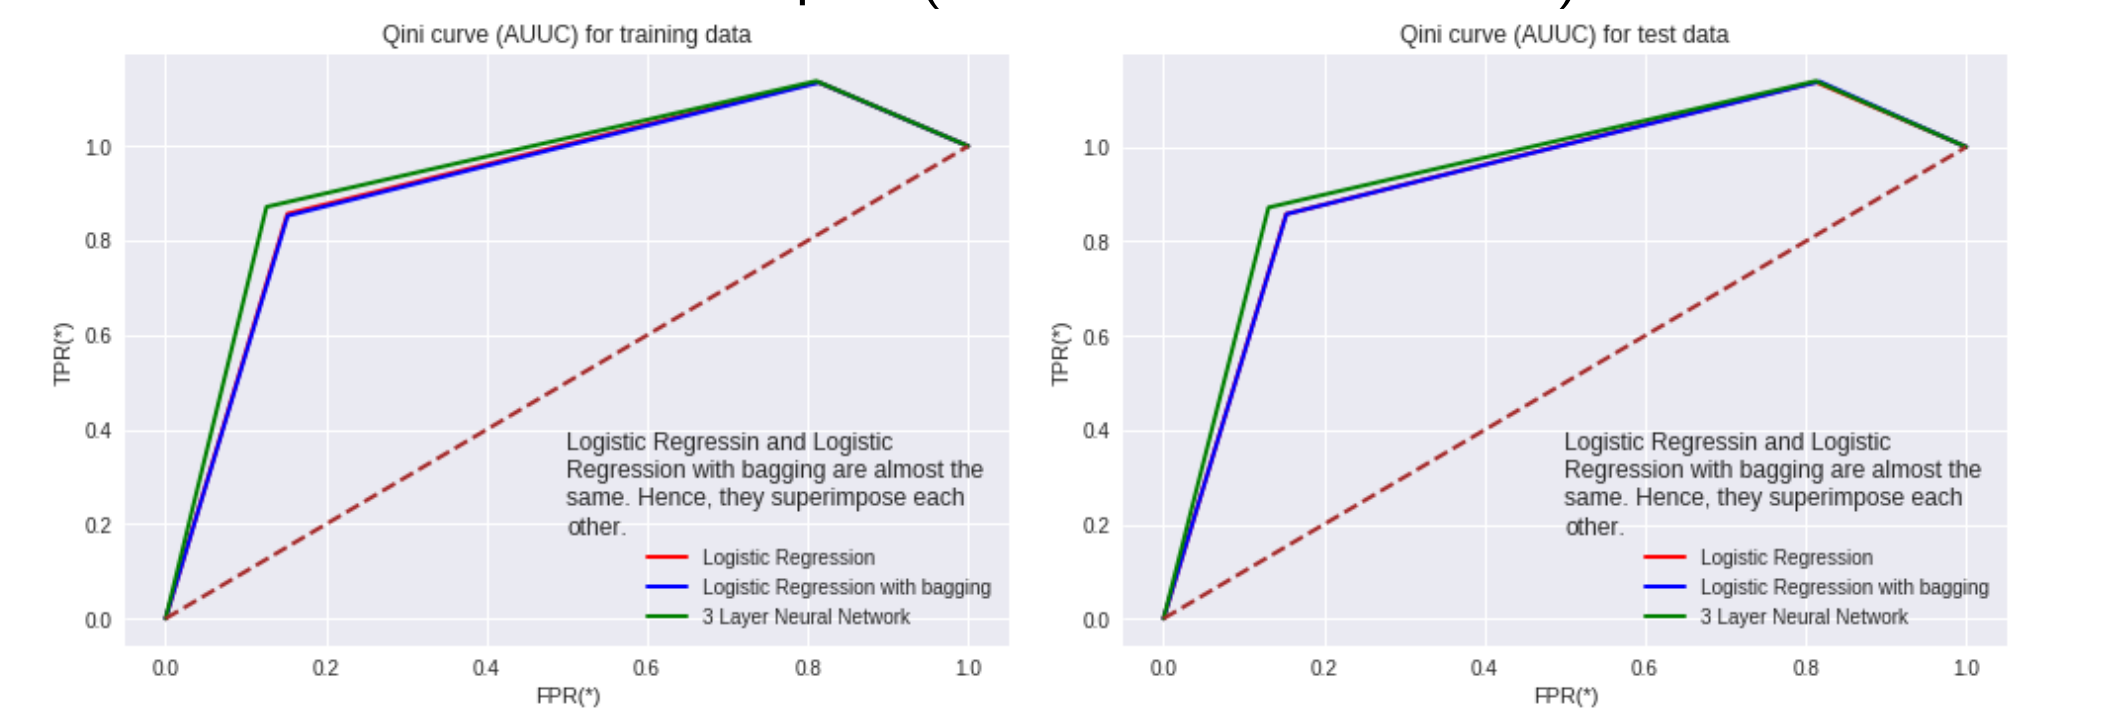 Qini curve (AUUC) for training data
1.0
0.8
0.6
0.4
0.2
0.0
TPR(*)
Logistic Regressin and Logistic
Regression with bagging are almost the
same. Hence, they superimpose each
other.
Logistic Regression
Logistic Regression with bagging
3 Layer Neural Network
0.0 0.2 0.4 0.6 0.8 1.0
FPR(*)
Qini curve (AUUC) for test data
1.0
0.8
0.6
0.4
0.2
0.0
TPR(*)
Logistic Regressin and Logistic
Regression with bagging are almost the
same. Hence, they superimpose each
other.
Logistic Regression
Logistic Regression with bagging
3 Layer Neural Network
0.0 0.2 0.4 0.6 0.8 1.0
FPR(*)